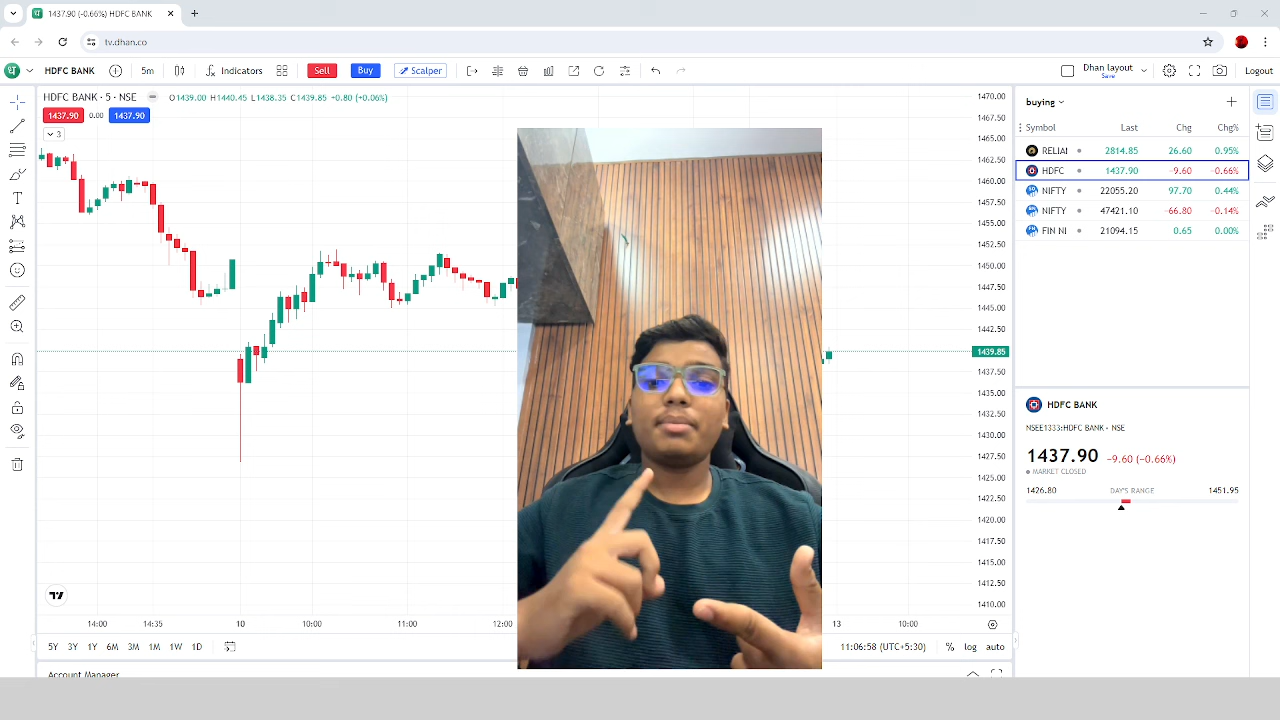 1437.90 (-0.66%) HDFC BANK
tv.dhan.co
HDFC BANK 5m Indicators Sell Buy Scalper Dhan layout Save Logout
HDFC BANK · 5 · NSE O1439.00 H1440.45 L1438.35 C1439.85 +0.80 (+0.06%)
1437.90 0.00 1437.90
3
1470.00
1467.50
1465.00
1462.50
1460.00
1457.50
1455.00
1452.50
1450.00
1447.50
1445.00
1442.50
1439.85
1437.50
1435.00
1432.50
1430.00
1427.50
1425.00
1422.50
1420.00
1417.50
1415.00
1412.50
1410.00
14:00 14:35 10 10:00 12:00 13 10:00
5Y 3Y 1Y 6M 3M 1M 1W 1D 11:06:58 (UTC+5:30) % log auto
Account Manager
buying
Symbol Last Chg Chg%
RELIAI 2814.85 26.60 0.95%
HDFC 1437.90 -9.60 -0.66%
NIFTY 22055.20 97.70 0.44%
NIFTY 47421.10 -66.80 -0.14%
FIN NI 21094.15 0.65 0.00%
HDFC BANK
NSEE1333:HDFC BANK
1437.90 -9.60 (-0.66%)
MARKET CLOSED
1426.80 DAY'S RANGE 1451.95